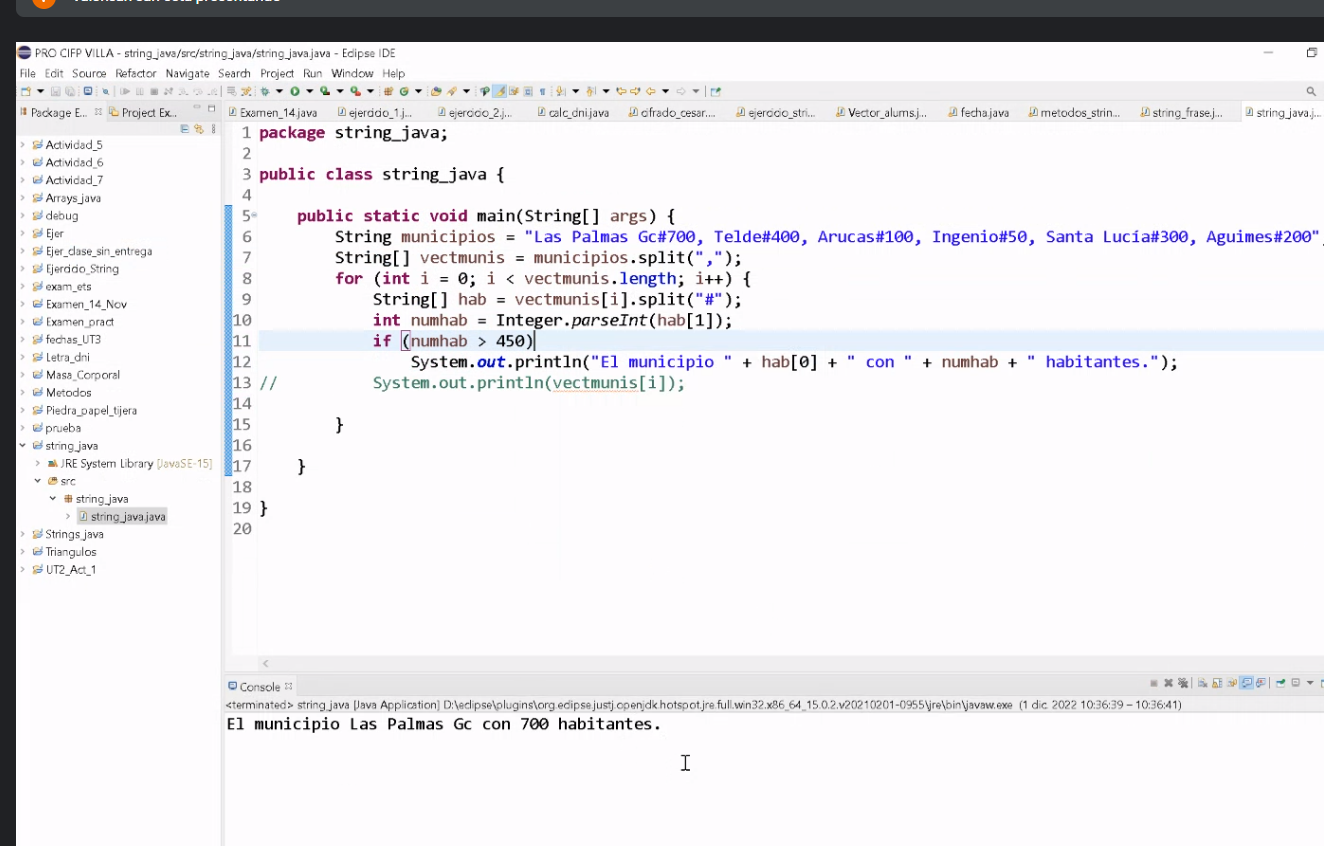 PRO CIFP VILLA - string_java/src/string_java/string_java.java - Eclipse IDE
File Edit Source Refactor Navigate Search Project Run Window Help
Package E... Project Ex...
Examen_14.java ejercicio_1.j... ejercicio_2.j... calc_dni.java cifrado_cesar.... ejercicio_stri... Vector_alums.j... fecha.java metodos_strin... string_frase.j... string_java.j...
Actividad_5
Actividad_6
Actividad_7
Arrays_java
debug
Ejer
Ejer_clase_sin_entrega
Ejercicio_String
exam_ets
Examen_14_Nov
Examen_pract
fechas_UT3
Letra_dni
Masa_Corporal
Metodos
Piedra_papel_tijera
prueba
string_java
JRE System Library [JavaSE-15]
src
string_java
string_java.java
Strings_java
Triangulos
UT2_Act_1
1 package string_java;
2
3 public class string_java {
4
5 public static void main(String[] args) {
6 String municipios = "Las Palmas Gc#700, Telde#400, Arucas#100, Ingenio#50, Santa Lucía#300, Aguimes#200"
7 String[] vectmunis = municipios.split(",");
8 for (int i = 0; i < vectmunis.length; i++) {
9 String[] hab = vectmunis[i].split("#");
10 int numhab = Integer.parseInt(hab[1]);
11 if (numhab > 450)
12 System.out.println("El municipio " + hab[0] + " con " + numhab + " habitantes.");
13 // System.out.println(vectmunis[i]);
14
15 }
16
17 }
18
19 }
20
Console
<terminated> string_java [Java Application] D:\eclipse\plugins\org.eclipse.justj.openjdk.hotspot.jre.full.win32.x86_64_15.0.2.v20210201-0955\jre\bin\javaw.exe (1 dic. 2022 10:36:39 – 10:36:41)
El municipio Las Palmas Gc con 700 habitantes.